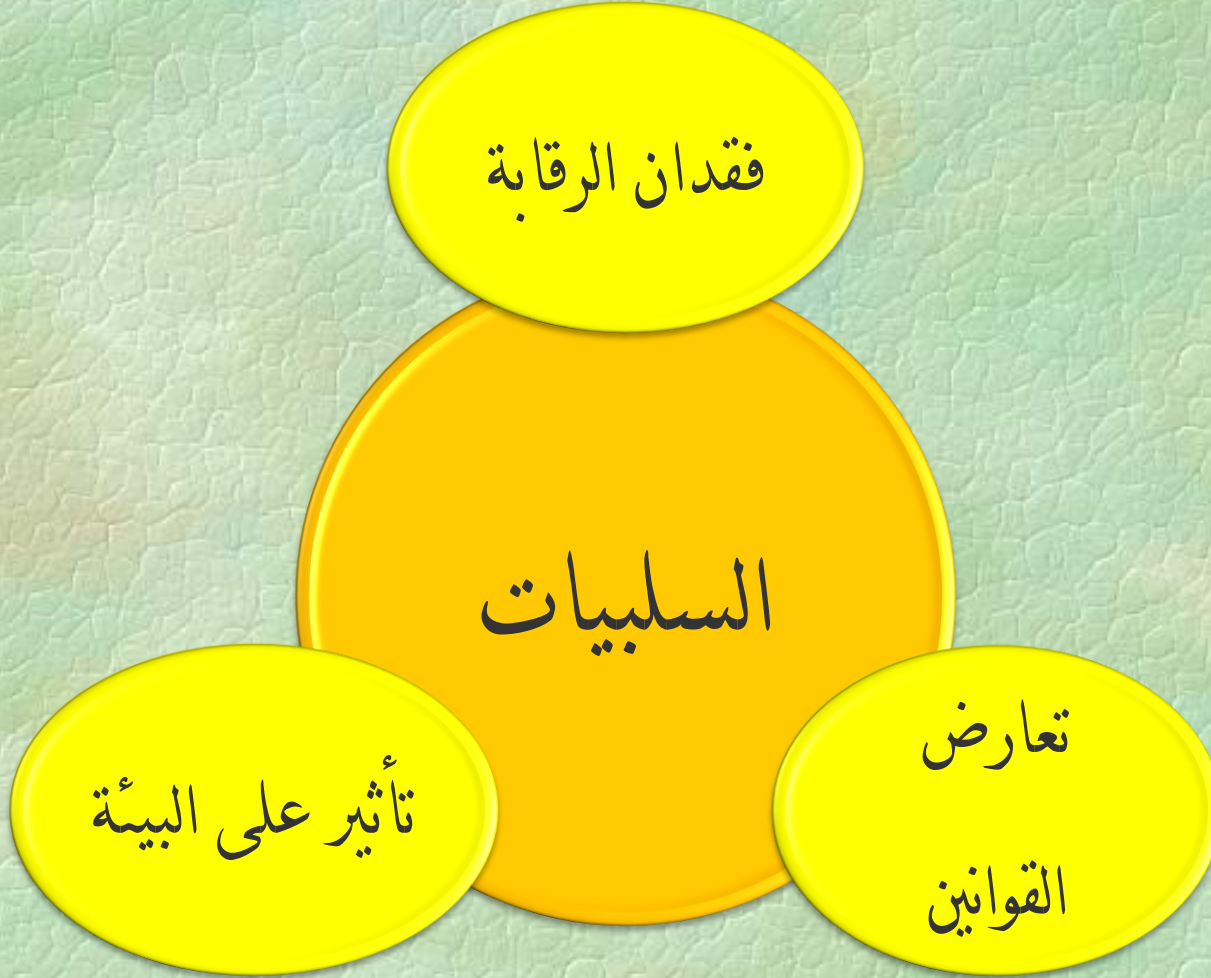 فقدان الرقابة
السلبيات
تعارض
القوانين
تأثير على البيئة